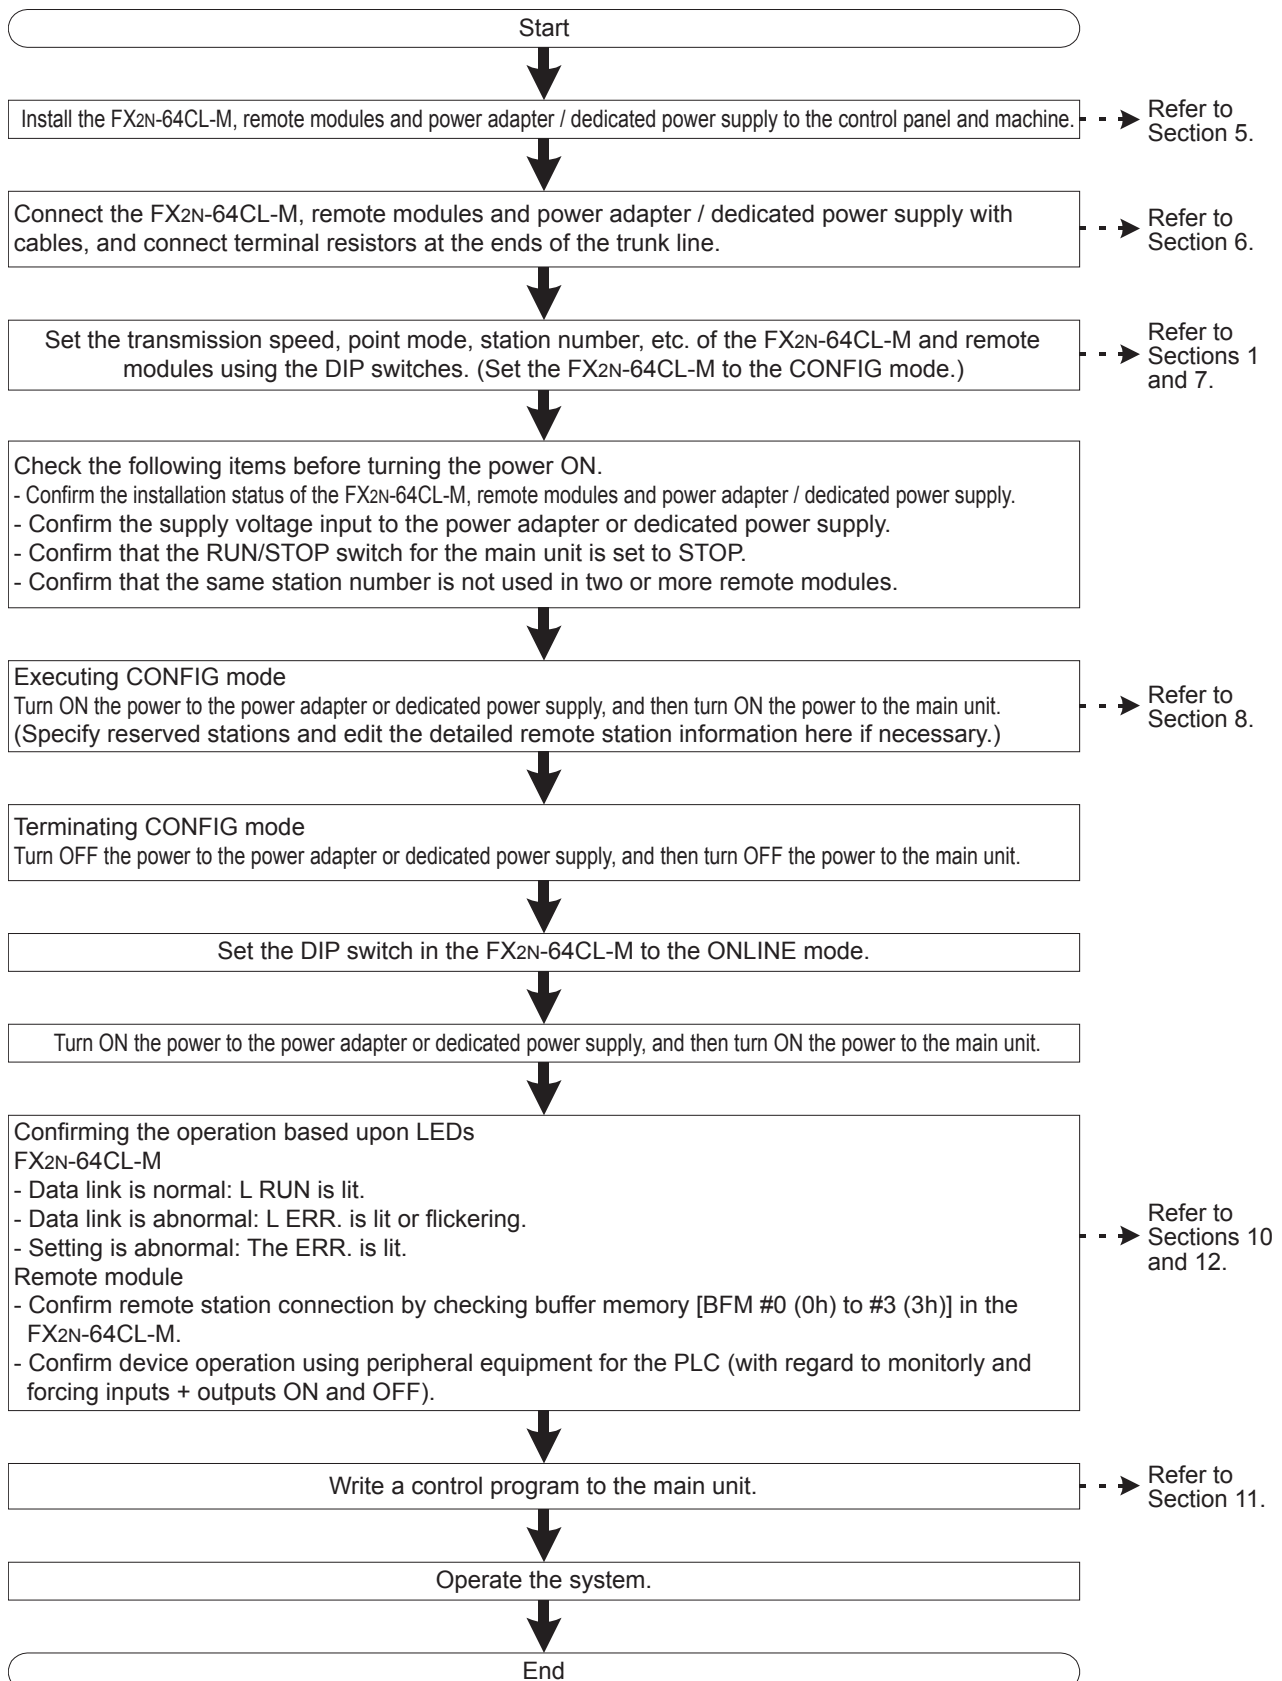 Start
Install the FX2N-64CL-M, remote modules and power adapter / dedicated power supply to the control panel and machine.
Refer to
Section 5.
Connect the FX2N-64CL-M, remote modules and power adapter / dedicated power supply with
cables, and connect terminal resistors at the ends of the trunk line.
Refer to
Section 6.
Set the transmission speed, point mode, station number, etc. of the FX2N-64CL-M and remote
modules using the DIP switches. (Set the FX2N-64CL-M to the CONFIG mode.)
Refer to
Sections 1
and 7.
Check the following items before turning the power ON.
- Confirm the installation status of the FX2N-64CL-M, remote modules and power adapter / dedicated power supply.
- Confirm the supply voltage input to the power adapter or dedicated power supply.
- Confirm that the RUN/STOP switch for the main unit is set to STOP.
- Confirm that the same station number is not used in two or more remote modules.
Executing CONFIG mode
Turn ON the power to the power adapter or dedicated power supply, and then turn ON the power to the main unit.
(Specify reserved stations and edit the detailed remote station information here if necessary.)
Refer to
Section 8.
Terminating CONFIG mode
Turn OFF the power to the power adapter or dedicated power supply, and then turn OFF the power to the main unit.
Set the DIP switch in the FX2N-64CL-M to the ONLINE mode.
Turn ON the power to the power adapter or dedicated power supply, and then turn ON the power to the main unit.
Confirming the operation based upon LEDs
FX2N-64CL-M
- Data link is normal: L RUN is lit.
- Data link is abnormal: L ERR. is lit or flickering.
- Setting is abnormal: The ERR. is lit.
Remote module
- Confirm remote station connection by checking buffer memory [BFM #0 (0h) to #3 (3h)] in the
FX2N-64CL-M.
- Confirm device operation using peripheral equipment for the PLC (with regard to monitorly and
forcing inputs + outputs ON and OFF).
Refer to
Sections 10
and 12.
Write a control program to the main unit.
Refer to
Section 11.
Operate the system.
End